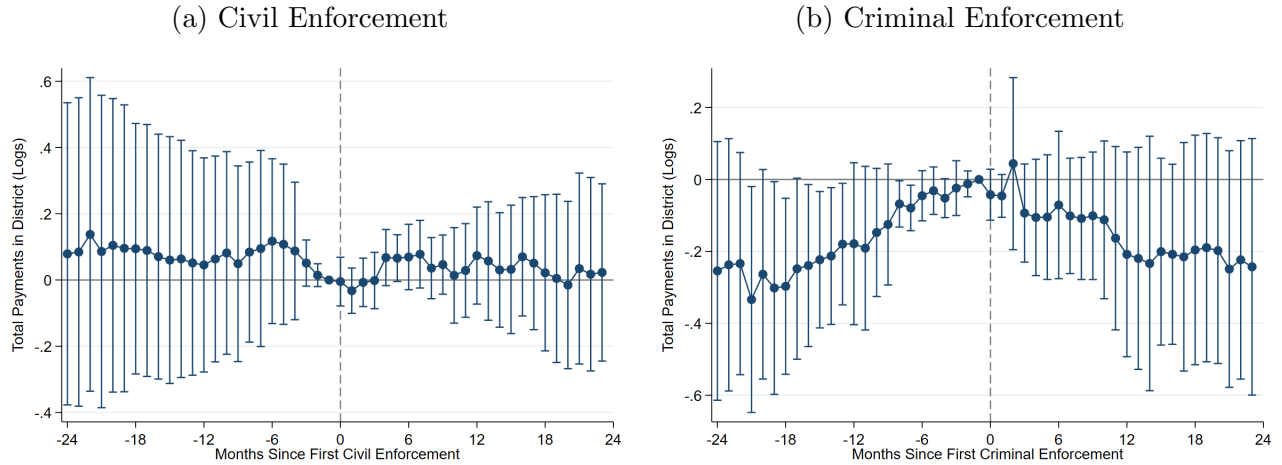 (a) Civil Enforcement
.6
.4
.2
0
-.2
-.4
Total Payments in District (Logs)
-24 -18 -12 -6 0 6 12 18 24
Months Since First Civil Enforcement
(b) Criminal Enforcement
.2
0
-.2
-.4
-.6
Total Payments in District (Logs)
-24 -18 -12 -6 0 6 12 18 24
Months Since First Criminal Enforcement